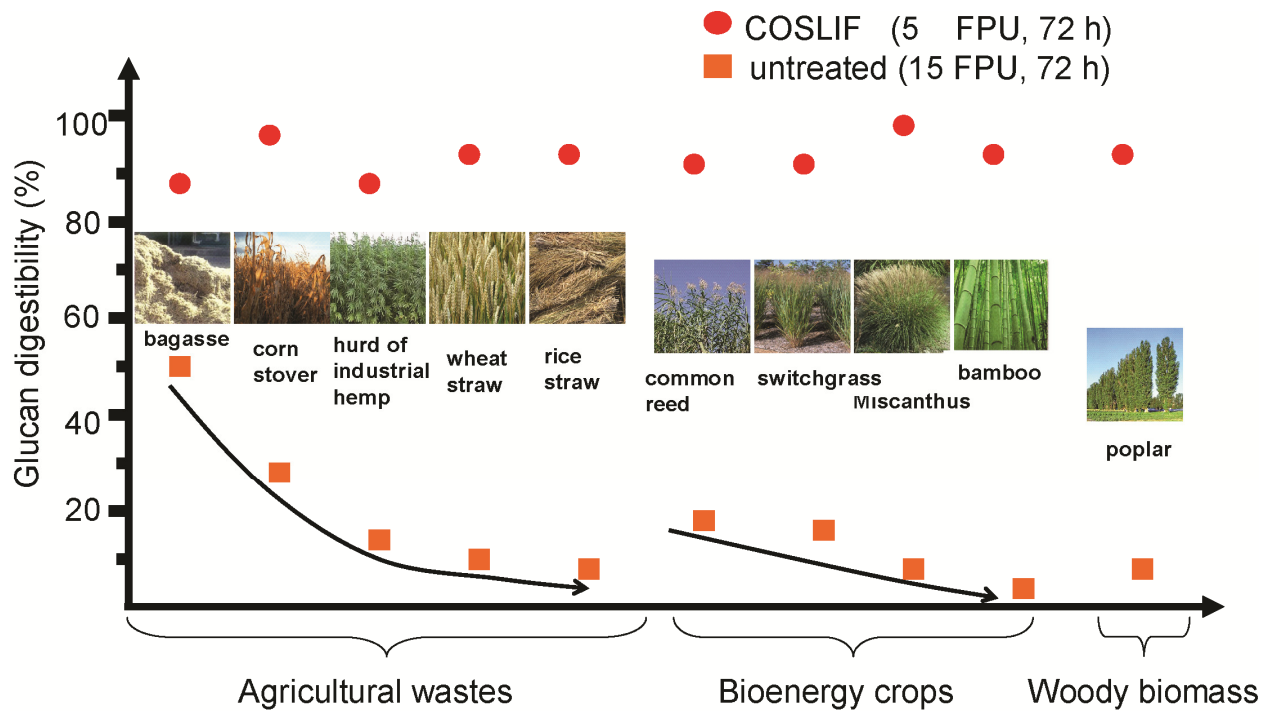 COSLIF (5 FPU, 72 h)
untreated (15 FPU, 72 h)
Glucan digestibility (%)
100
80
60
40
20
bagasse
corn
stover
hurd of
industrial
hemp
wheat
straw
rice
straw
common
reed
switchgrass
Miscanthus
bamboo
poplar
Agricultural wastes
Bioenergy crops
Woody biomass